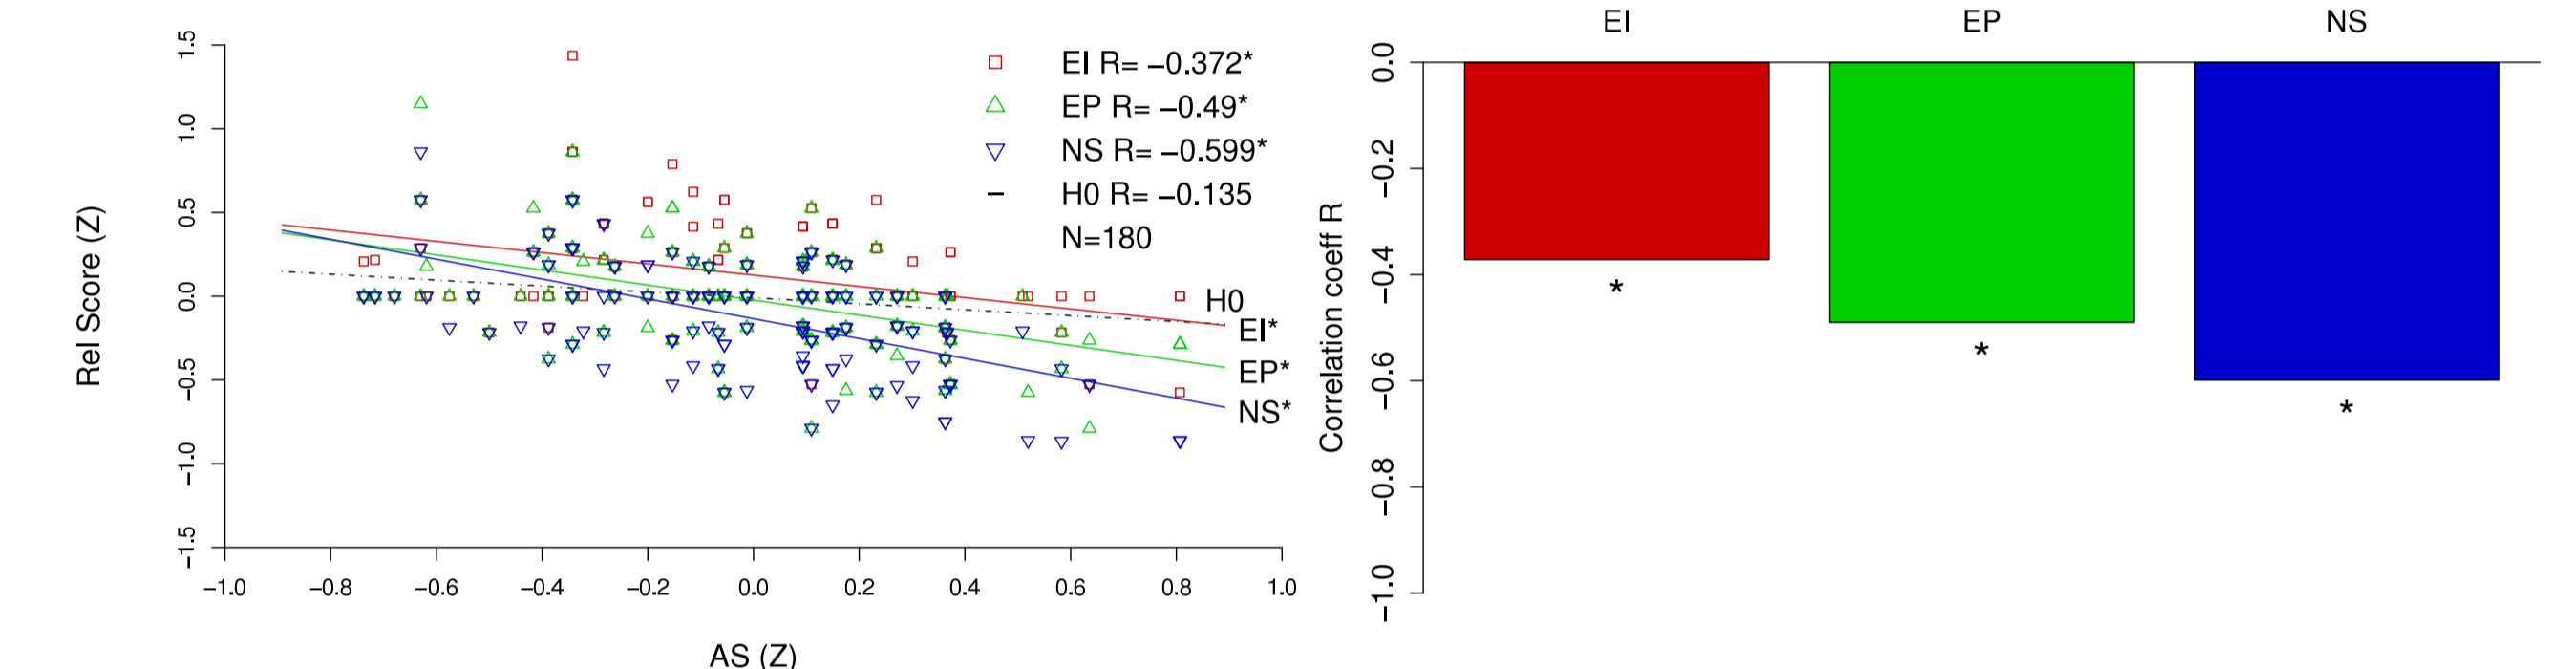 EI R= −0.372*
EP R= −0.49*
NS R= −0.599*
H0 R= −0.135
N=180
Rel Score (Z)
1.5
1.0
0.5
0.0
−0.5
−1.0
−1.5
H0
EI*
EP*
NS*
−1.0 −0.8 −0.6 −0.4 −0.2 0.0 0.2 0.4 0.6 0.8 1.0
AS (Z)
EI EP NS
Correlation coeff R
0.0
−0.2
−0.4
−0.6
−0.8
−1.0
*
*
*